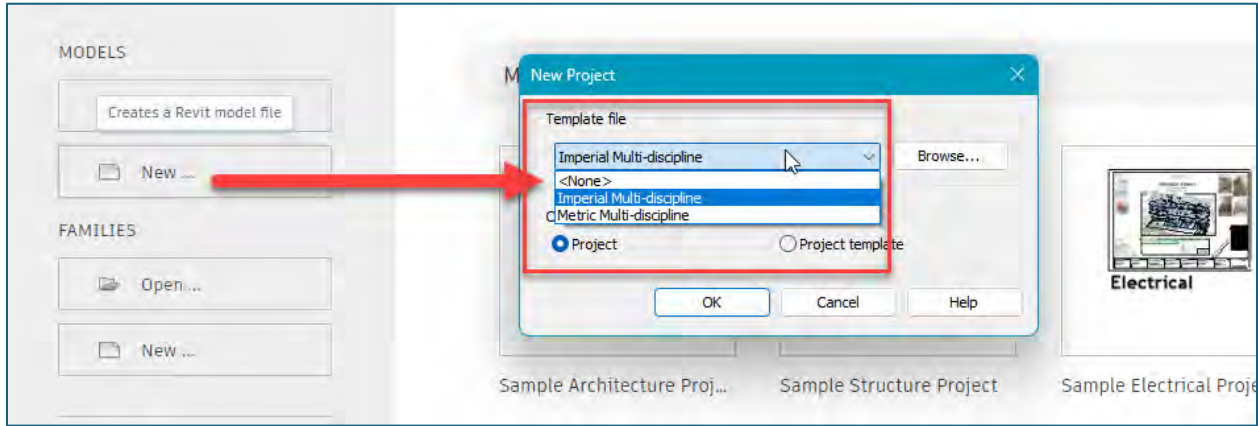 MODELS
Creates a Revit model file
New ...
FAMILIES
Open ...
New ...
M
New Project
Template file
Imperial Multi-discipline
Browse...
<None>
Imperial Multi-discipline
Metric Multi-discipline
Project
Project template
OK
Cancel
Help
Electrical
Sample Architecture Proj...
Sample Structure Project
Sample Electrical Proje